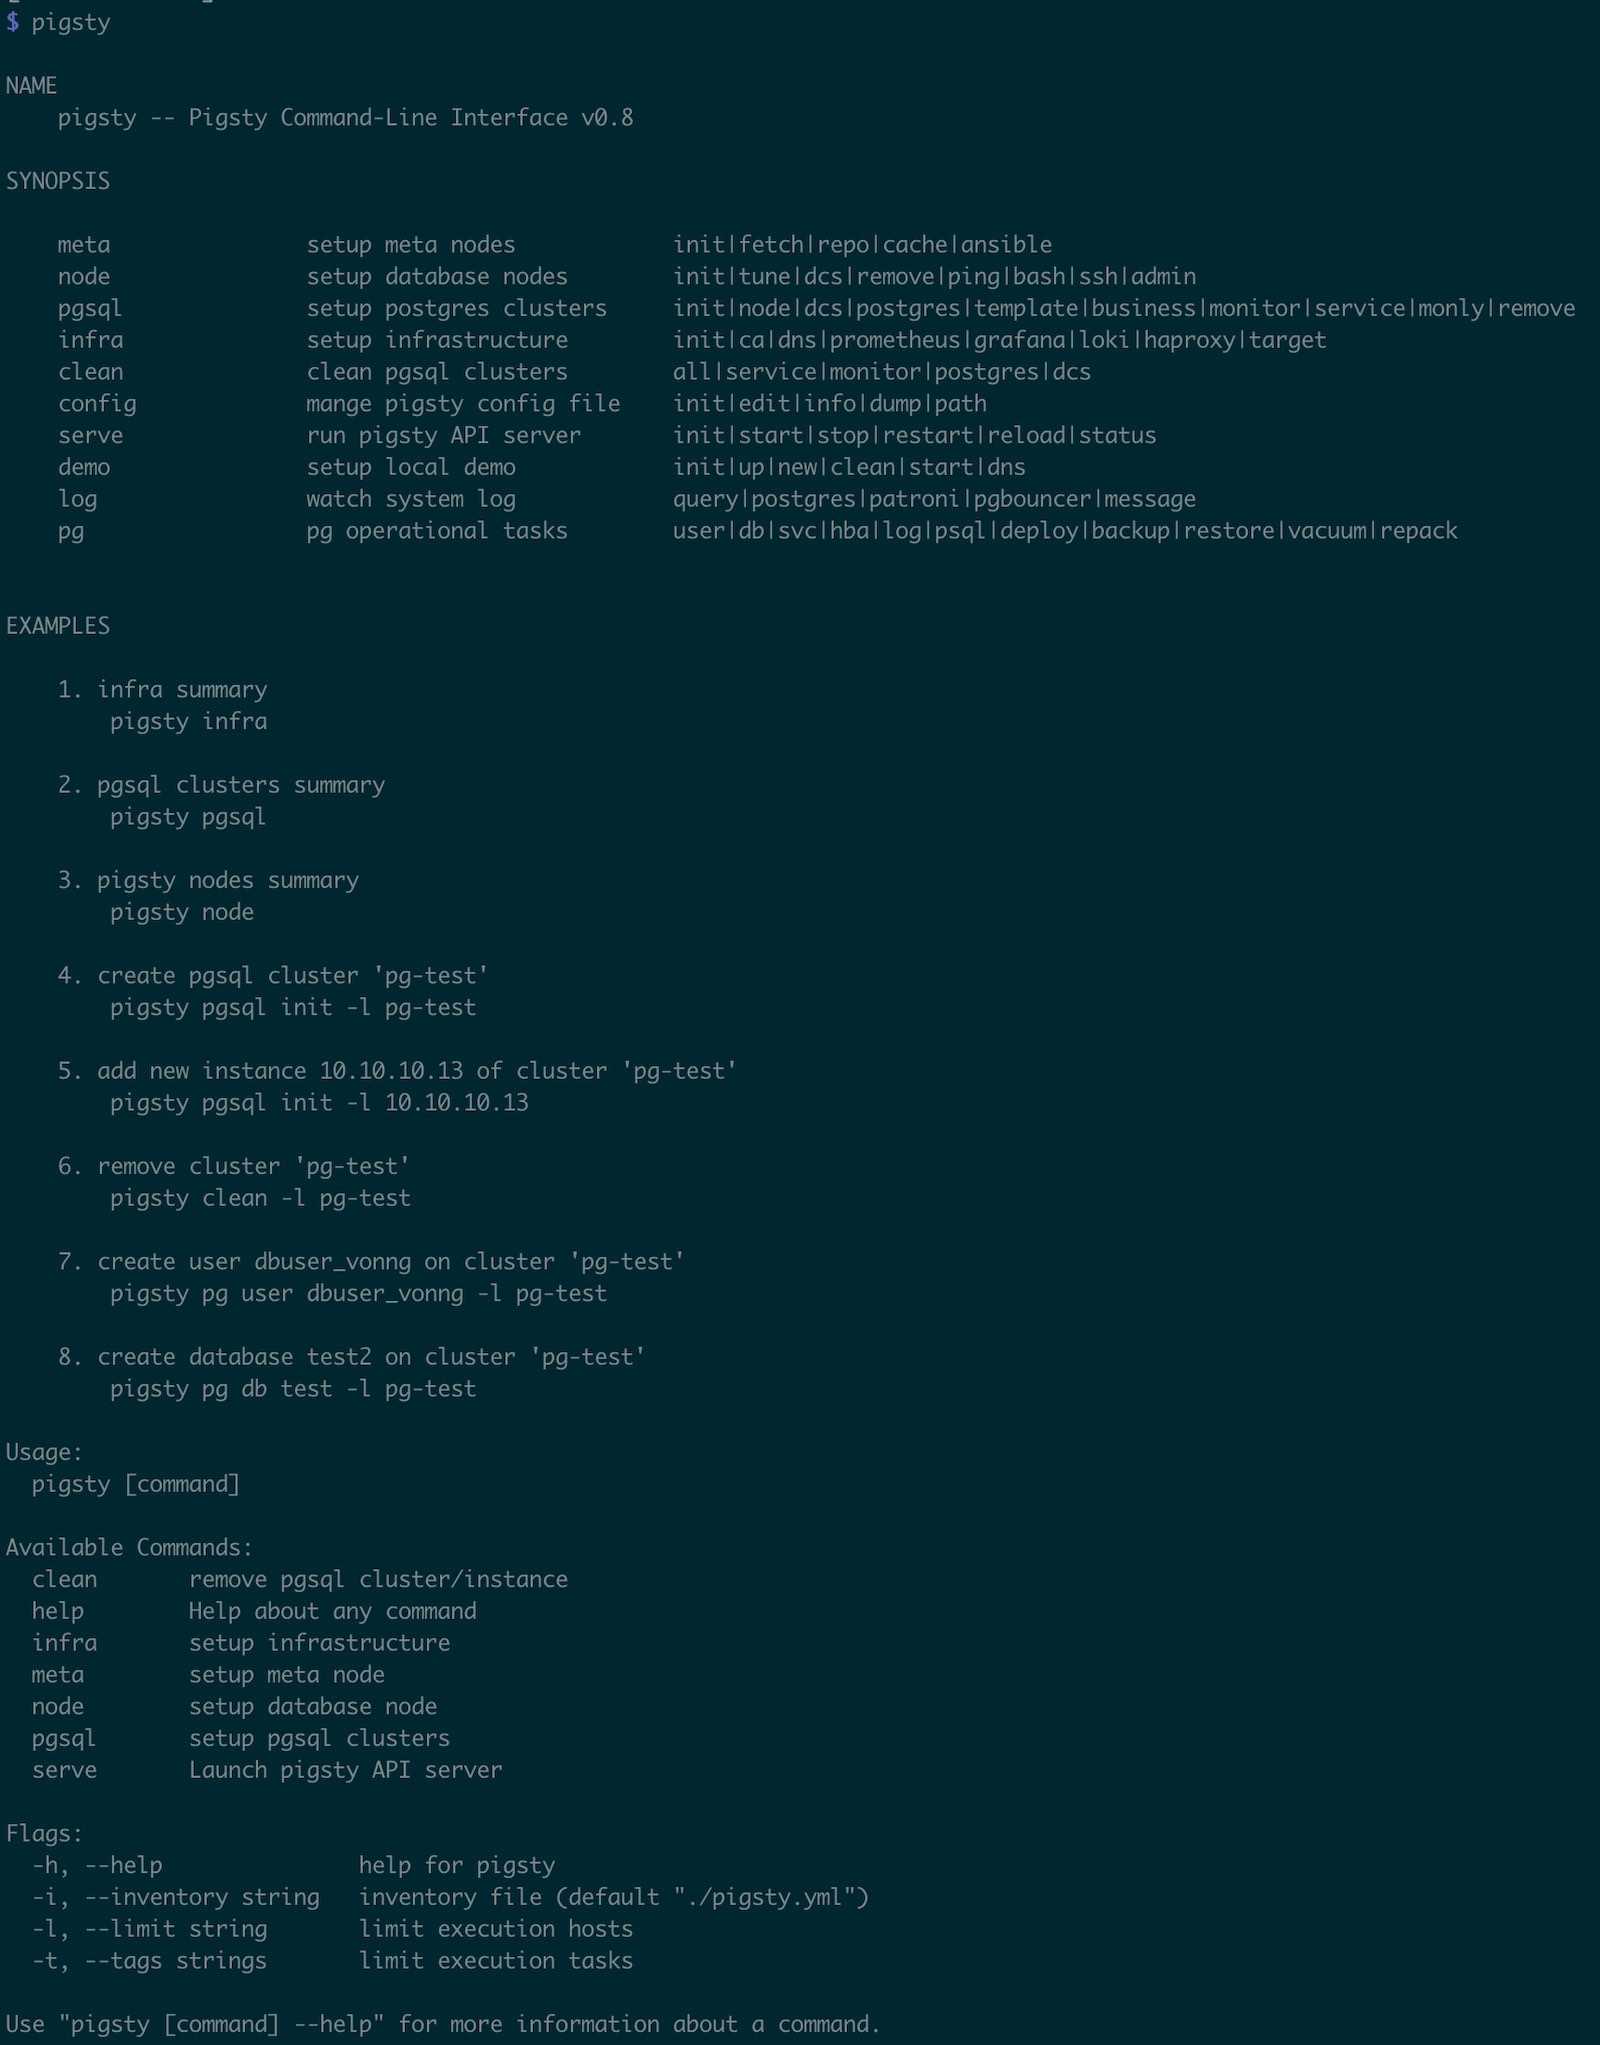 $ pigsty
NAME
pigsty -- Pigsty Command-Line Interface v0.8
SYNOPSIS
meta setup meta nodes init|fetch|repo|cache|ansible
node setup database nodes init|tune|dcs|remove|ping|bash|ssh|admin
pgsql setup postgres clusters init|node|dcs|postgres|template|business|monitor|service|monly|remove
infra setup infrastructure init|ca|dns|prometheus|grafana|loki|haproxy|target
clean clean pgsql clusters all|service|monitor|postgres|dcs
config mange pigsty config file init|edit|info|dump|path
serve run pigsty API server init|start|stop|restart|reload|status
demo setup local demo init|up|new|clean|start|dns
log watch system log query|postgres|patroni|pgbouncer|message
pg pg operational tasks user|db|svc|hba|log|psql|deploy|backup|restore|vacuum|repack
EXAMPLES
1. infra summary
pigsty infra
2. pgsql clusters summary
pigsty pgsql
3. pigsty nodes summary
pigsty node
4. create pgsql cluster 'pg-test'
pigsty pgsql init -l pg-test
5. add new instance 10.10.10.13 of cluster 'pg-test'
pigsty pgsql init -l 10.10.10.13
6. remove cluster 'pg-test'
pigsty clean -l pg-test
7. create user dbuser_vonng on cluster 'pg-test'
pigsty pg user dbuser_vonng -l pg-test
8. create database test2 on cluster 'pg-test'
pigsty pg db test -l pg-test
Usage:
pigsty [command]
Available Commands:
clean remove pgsql cluster/instance
help Help about any command
infra setup infrastructure
meta setup meta node
node setup database node
pgsql setup pgsql clusters
serve Launch pigsty API server
Flags:
-h, --help help for pigsty
-i, --inventory string inventory file (default "./pigsty.yml")
-l, --limit string limit execution hosts
-t, --tags strings limit execution tasks
Use "pigsty [command] --help" for more information about a command.